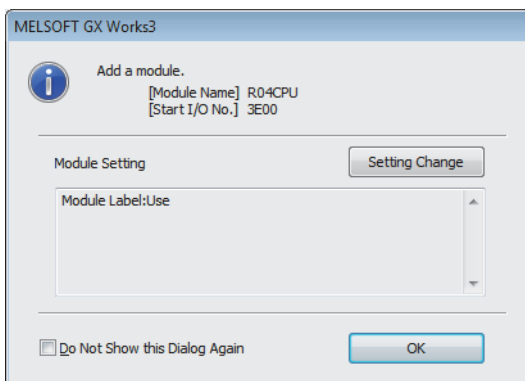 MELSOFT GX Works3
Add a module.
[Module Name] R04CPU
[Start I/O No.] 3E00
Module Setting
Setting Change
Module Label:Use
Do Not Show this Dialog Again
OK